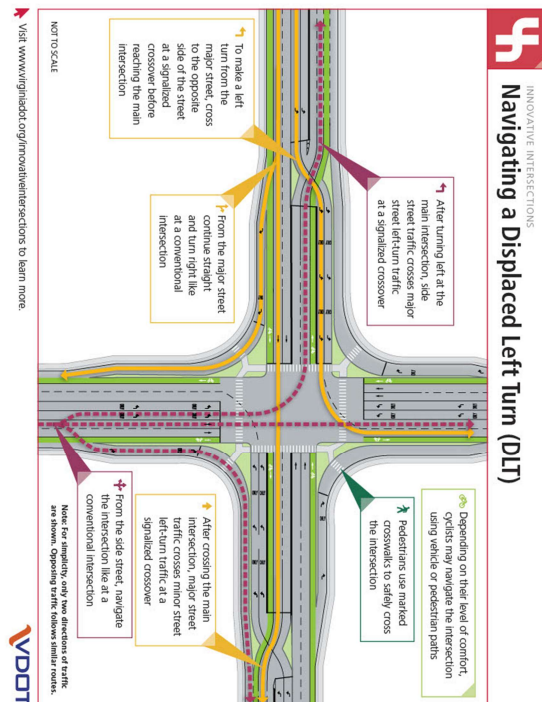 INNOVATIVE INTERSECTIONS
Navigating a Displaced Left Turn (DLT)
After turning left at the
main intersection, side
street traffic crosses major
street left-turn traffic
at a signalized crossover
Depending on their level of comfort,
cyclists may navigate the intersection
using vehicle or pedestrian paths
Pedestrians use marked
crosswalks to safely cross
the intersection
To make a left
turn from the
major street, cross
to the opposite
side of the street
at a signalized
crossover before
reaching the main
intersection
From the major street
continue straight
and turn right like
at a conventional
intersection
After crossing the main
intersection, major street
traffic crosses minor street
left-turn traffic at a
signalized crossover
From the side street, navigate
the intersection like at a
conventional intersection
NOT TO SCALE
Note: For simplicity, only two directions of traffic
are shown. Opposing traffic follows similar routes.
Visit www.virginiadot.org/innovativeintersections to learn more.
VDOT